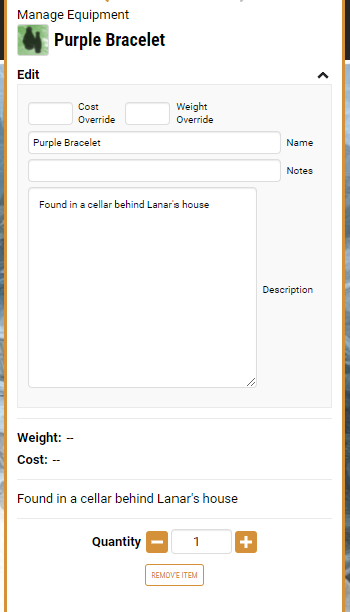 Manage Equipment
Purple Bracelet
Edit
Cost
Override
Weight
Override
Purple Bracelet
Name
Notes
Found in a cellar behind Lanar's house
Description
Weight: --
Cost: --
Found in a cellar behind Lanar's house
Quantity
1
REMOVE ITEM